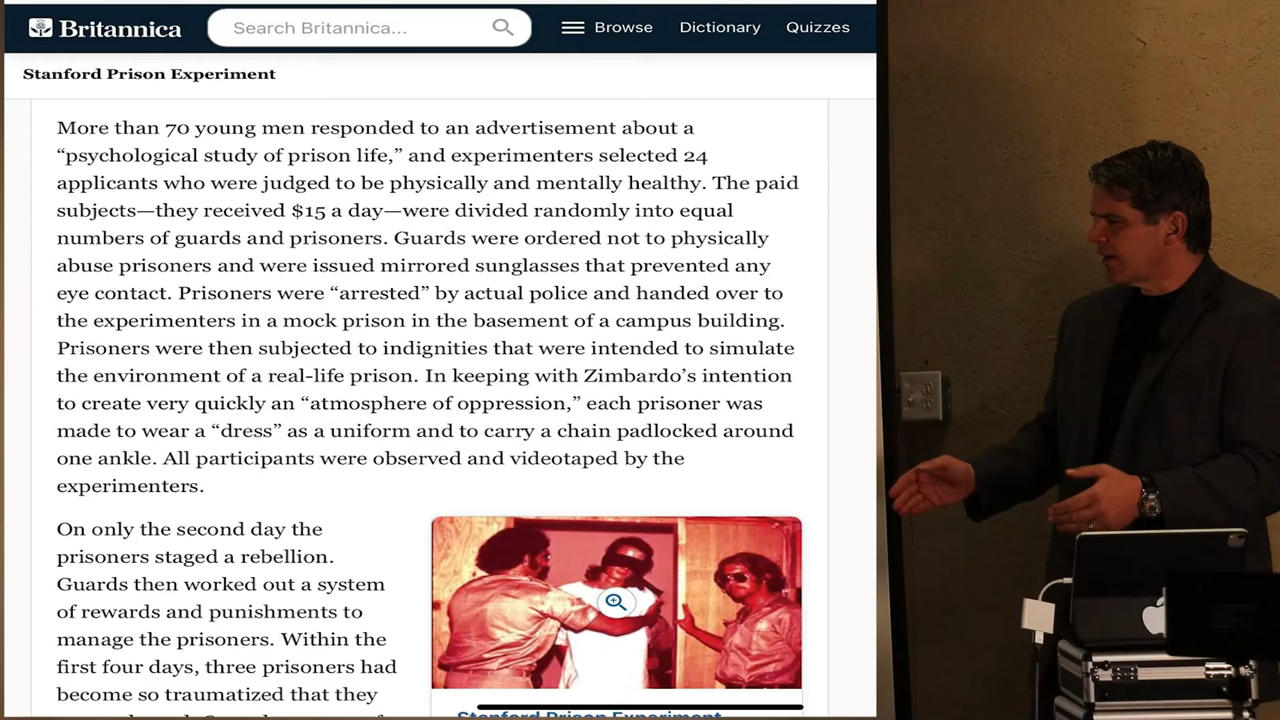 Britannica
Search Britannica...
Browse
Dictionary
Quizzes
Stanford Prison Experiment
More than 70 young men responded to an advertisement about a
“psychological study of prison life,” and experimenters selected 24
applicants who were judged to be physically and mentally healthy. The paid
subjects—they received $15 a day—were divided randomly into equal
numbers of guards and prisoners. Guards were ordered not to physically
abuse prisoners and were issued mirrored sunglasses that prevented any
eye contact. Prisoners were “arrested” by actual police and handed over to
the experimenters in a mock prison in the basement of a campus building.
Prisoners were then subjected to indignities that were intended to simulate
the environment of a real-life prison. In keeping with Zimbardo’s intention
to create very quickly an “atmosphere of oppression,” each prisoner was
made to wear a “dress” as a uniform and to carry a chain padlocked around
one ankle. All participants were observed and videotaped by the
experimenters.
On only the second day the
prisoners staged a rebellion.
Guards then worked out a system
of rewards and punishments to
manage the prisoners. Within the
first four days, three prisoners had
become so traumatized that they
Stanford Prison Experiment